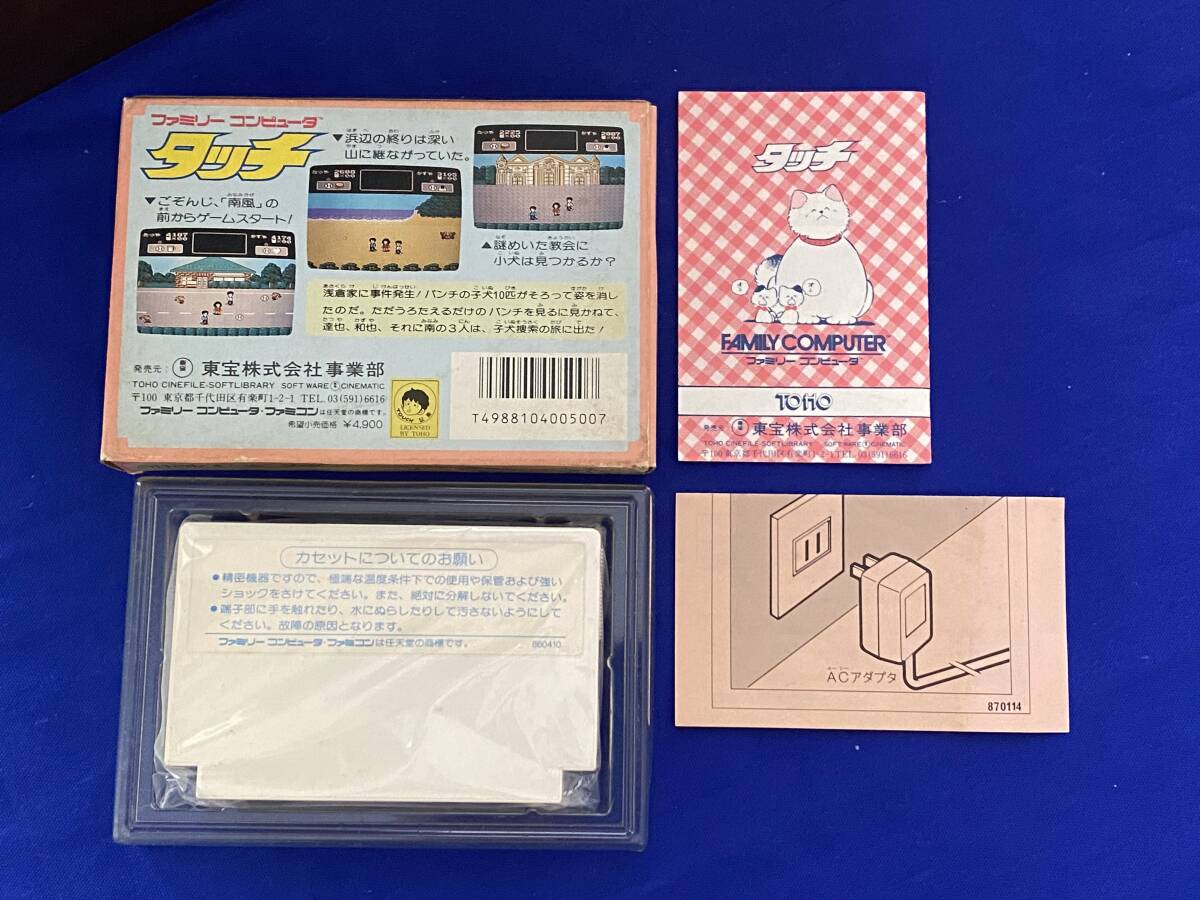 ファミリー コンピュータ™
タッチ
▼浜辺の終りは深い
山に継ながっていた。
▼ごぞんじ、「南風」の
前からゲームスタート!
▲謎めいた教会に
小犬は見つかるか?
浅倉家に事件発生!パンチの子犬10匹がそろって姿を消し
たのだ。ただうろたえるだけのパンチを見るに見かねて、
達也、和也、それに南の3人は、子犬捜索の旅に出た!
発売元: 東宝株式会社事業部
TOHO CINEFILE-SOFTLIBRARY SOFTWARE CINEMATIC
〒100 東京都千代田区有楽町1-2-1 TEL.03(591)6616
ファミリー コンピュータ・ファミコンは任天堂の商標です。
希望小売価格 ¥4,900
TOUCH
LICENSED
BY TOHO
T4988104005007
タッチ
FAMILY COMPUTER
ファミリー コンピュータ
TOHO
発売元 東宝株式会社事業部
TOHO CINEFILE-SOFTLIBRARY SOFTWARE CINEMATIC
〒100 東京都千代田区有楽町1-2-1 TEL.03(591)6616
カセットについてのお願い
●精密機器ですので、極端な温度条件下での使用や保管および強い
ショックをさけてください。また、絶対に分解しないでください。
●端子部に手を触れたり、水にぬらしたりして汚さないようにして
ください。故障の原因となります。
ファミリー コンピュータ・ファミコンは任天堂の商標です。
860410
ACアダプタ
870114